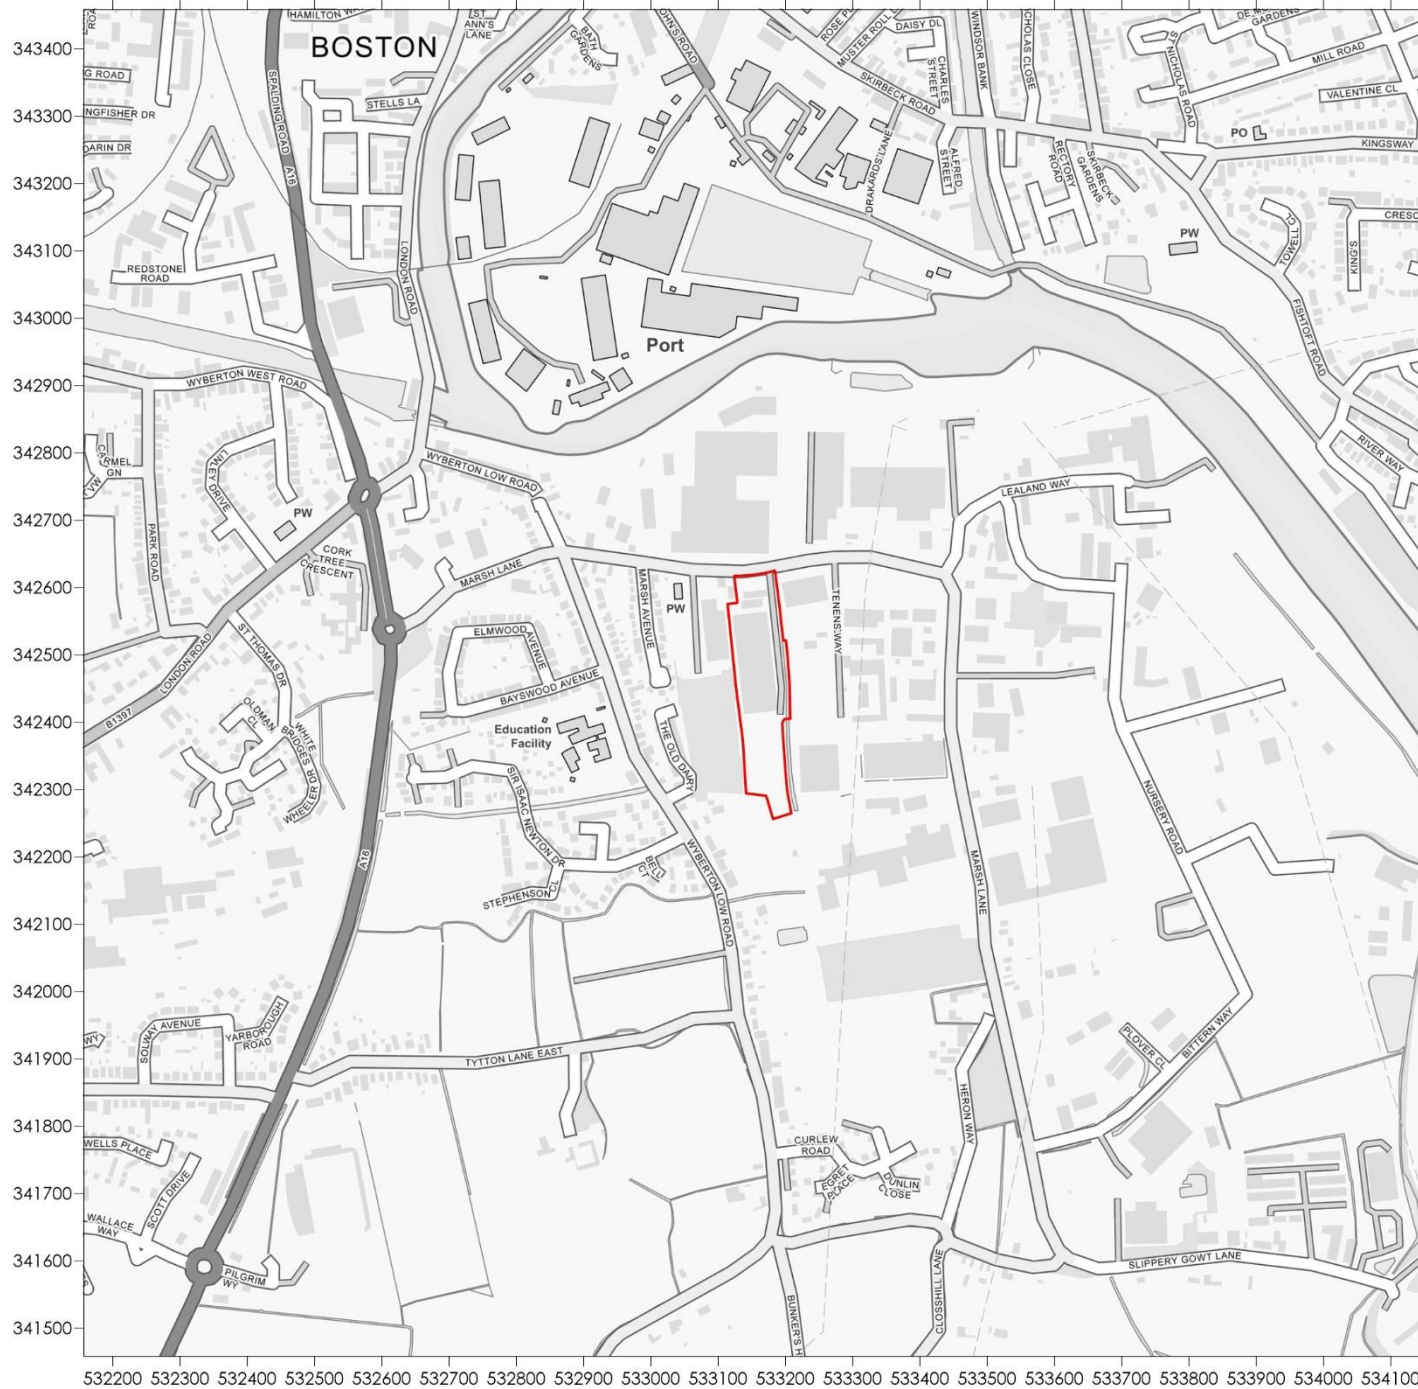 HAMILTON WA
ST
ANN'S
LANE
BATH
GARDENS
OHN'S ROAD
MUSTER ROLL
DAISY DL
WINDSOR BANK
CHOLAS CLOSE
GARDENS
ST NICHOLAS ROAD
MILL ROAD
343400
BOSTON
G ROAD
SPALDING ROAD
STELLS LA
SKIRBECK ROAD
CHARLES
STREET
VALENTINE CL
343300
NGFISHER DR
PO
KINGSWAY
DARIN DR
A16
DRAKARDS LANE
ALFRED
STREET
RECTORY
ROAD
SKIRBECK
GARDENS
343200
CRESC
PW
TOWELL CL
KING'S
343100
REDSTONE
ROAD
LONDON ROAD
FISHTOFT ROAD
343000
Port
342900
WYBERTON WEST ROAD
342800
CARMEL
GN
LINLEY DRIVE
WYBERTON LOW ROAD
LEALAND WAY
RIVER WAY
342700
PW
PARK ROAD
CORK
TREE
CRESCENT
MARSH LANE
342600
MARSH AVENUE
PW
TENENS WAY
LONDON ROAD
ST THOMAS DR
ELMWOOD
AVENUE
342500
BAYSWOOD AVENUE
342400
B1397
OLDMAN
CL
WHITE
BRIDGES DR
Education
Facility
THE OLD DAIRY
342300
WHEELER DR
SIR ISAAC NEWTON DR
NURSERY ROAD
342200
A16
BELL
CT
WYBERTON LOW ROAD
STEPHENSON CL
MARSH LANE
342100
342000
SOLWAY AVENUE
YARBOROUGH
ROAD
WY
PLOVER CL
BITTERN WAY
341900
TYTTON LANE EAST
HERON WAY
341800
WELLS PLACE
CURLEW
ROAD
EGRET
PLACE
DUNLIN
CLOSE
341700
SCOTT DRIVE
WALLACE
WAY
341600
PILGRIM
WY
SLIPPERY GOWT LANE
CLOSSHILL LANE
BUNKER'S H
341500
532200 532300 532400 532500 532600 532700 532800 532900 533000 533100 533200 533300 533400 533500 533600 533700 533800 533900 534000 534100